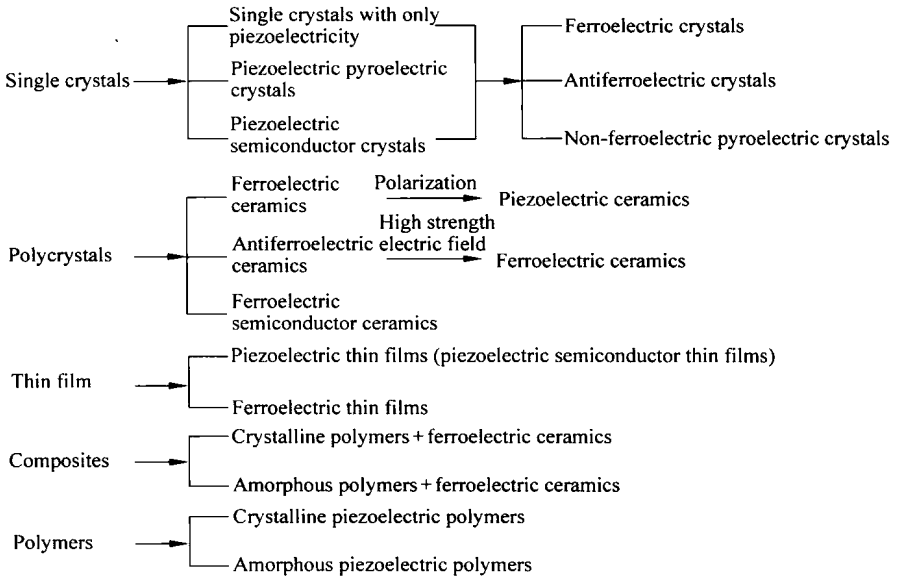 Single crystals
Single crystals with only
piezoelectricity
Piezoelectric pyroelectric
crystals
Piezoelectric
semiconductor crystals
Ferroelectric crystals
Antiferroelectric crystals
Non-ferroelectric pyroelectric crystals
Polycrystals
Ferroelectric
ceramics
Polarization
Piezoelectric ceramics
High strength
Antiferroelectric electric field
ceramics
Ferroelectric ceramics
Ferroelectric
semiconductor ceramics
Thin film
Piezoelectric thin films (piezoelectric semiconductor thin films)
Ferroelectric thin films
Composites
Crystalline polymers + ferroelectric ceramics
Amorphous polymers + ferroelectric ceramics
Polymers
Crystalline piezoelectric polymers
Amorphous piezoelectric polymers